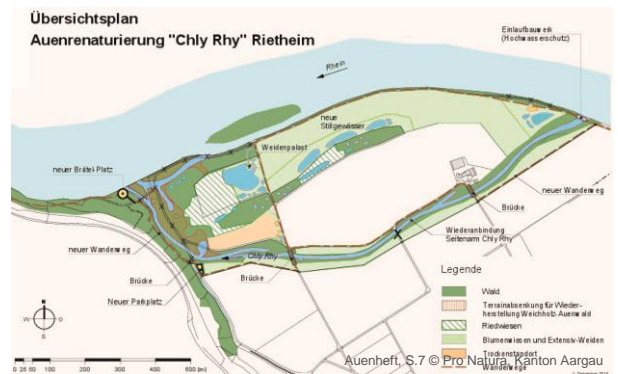 Übersichtsplan
Auenrenaturierung "Chly Rhy" Rietheim
Einlaufbauwerk
(Hochwasserschutz)
Rhein
neue
Stillgewässer
Weidenpalast
neuer Brätel-Platz
neuer Wanderweg
Brücke
neuer Wanderweg
Wiederanbindung
Seitenarm Chly Rhy
Chly Rhy
Brücke
Brücke
Neuer Parkplatz
Legende
Wald
Terrainabsenkung für Wieder-
herstellung Weichholz-Auenwald
Riedwiesen
Blumenwiesen und Extensiv-Weiden
Trockenstandort
Wanderwege
N
W
O
S
0 25 50 100 200 300 400 500 (m)
Auenheft, S.7 © Pro Natura, Kanton Aargau